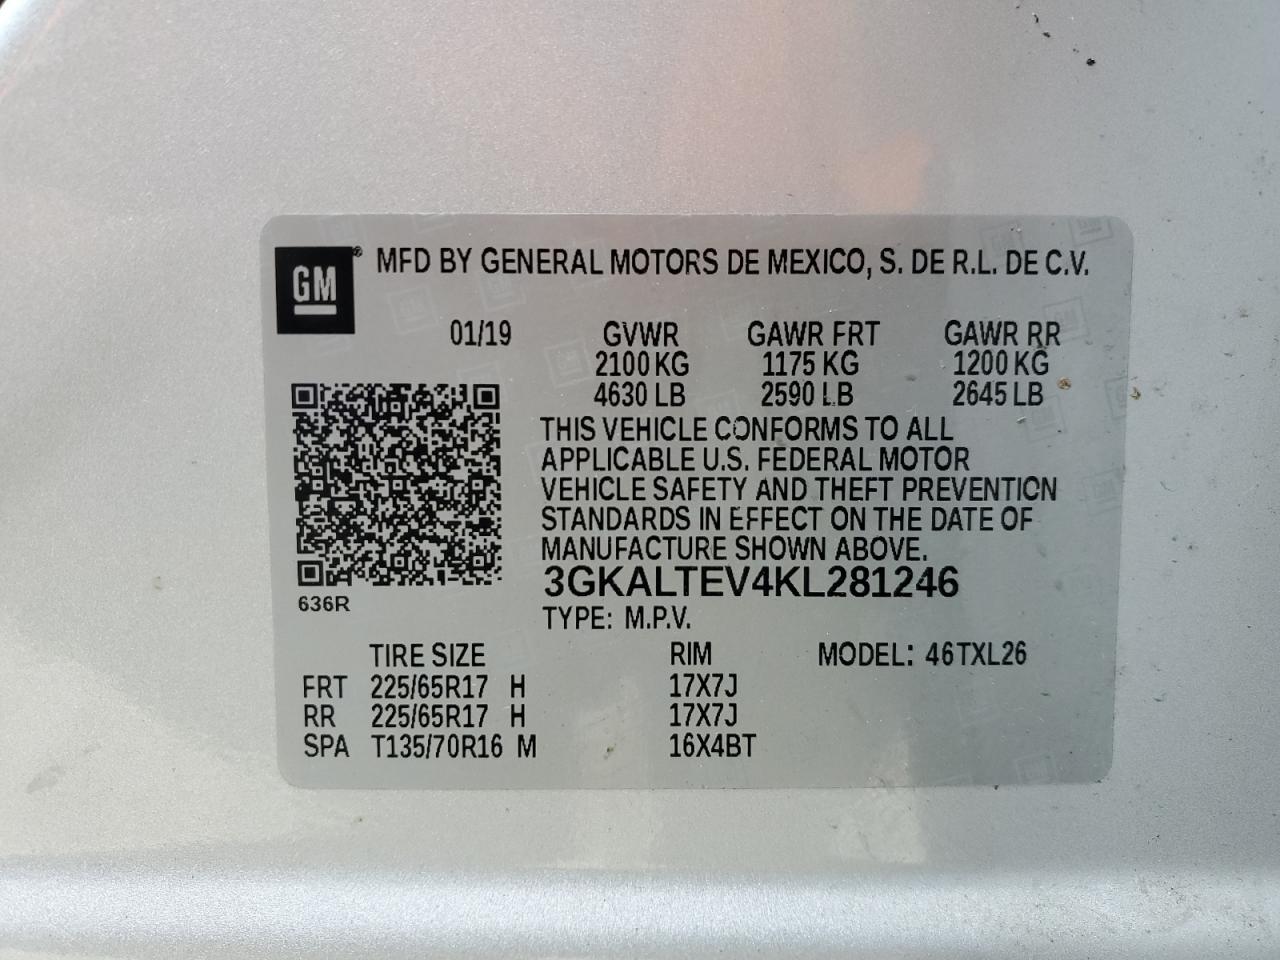 GM ® MFD BY GENERAL MOTORS DE MEXICO, S. DE R.L. DE C.V.
01/19 GVWR GAWR FRT GAWR RR
2100 KG 1175 KG 1200 KG
4630 LB 2590 LB 2645 LB
THIS VEHICLE CONFORMS TO ALL
APPLICABLE U.S. FEDERAL MOTOR
VEHICLE SAFETY AND THEFT PREVENTION
STANDARDS IN EFFECT ON THE DATE OF
MANUFACTURE SHOWN ABOVE.
3GKALTEV4KL281246
636R
TYPE: M.P.V.
TIRE SIZE RIM MODEL: 46TXL26
FRT 225/65R17 H 17X7J
RR 225/65R17 H 17X7J
SPA T135/70R16 M 16X4BT